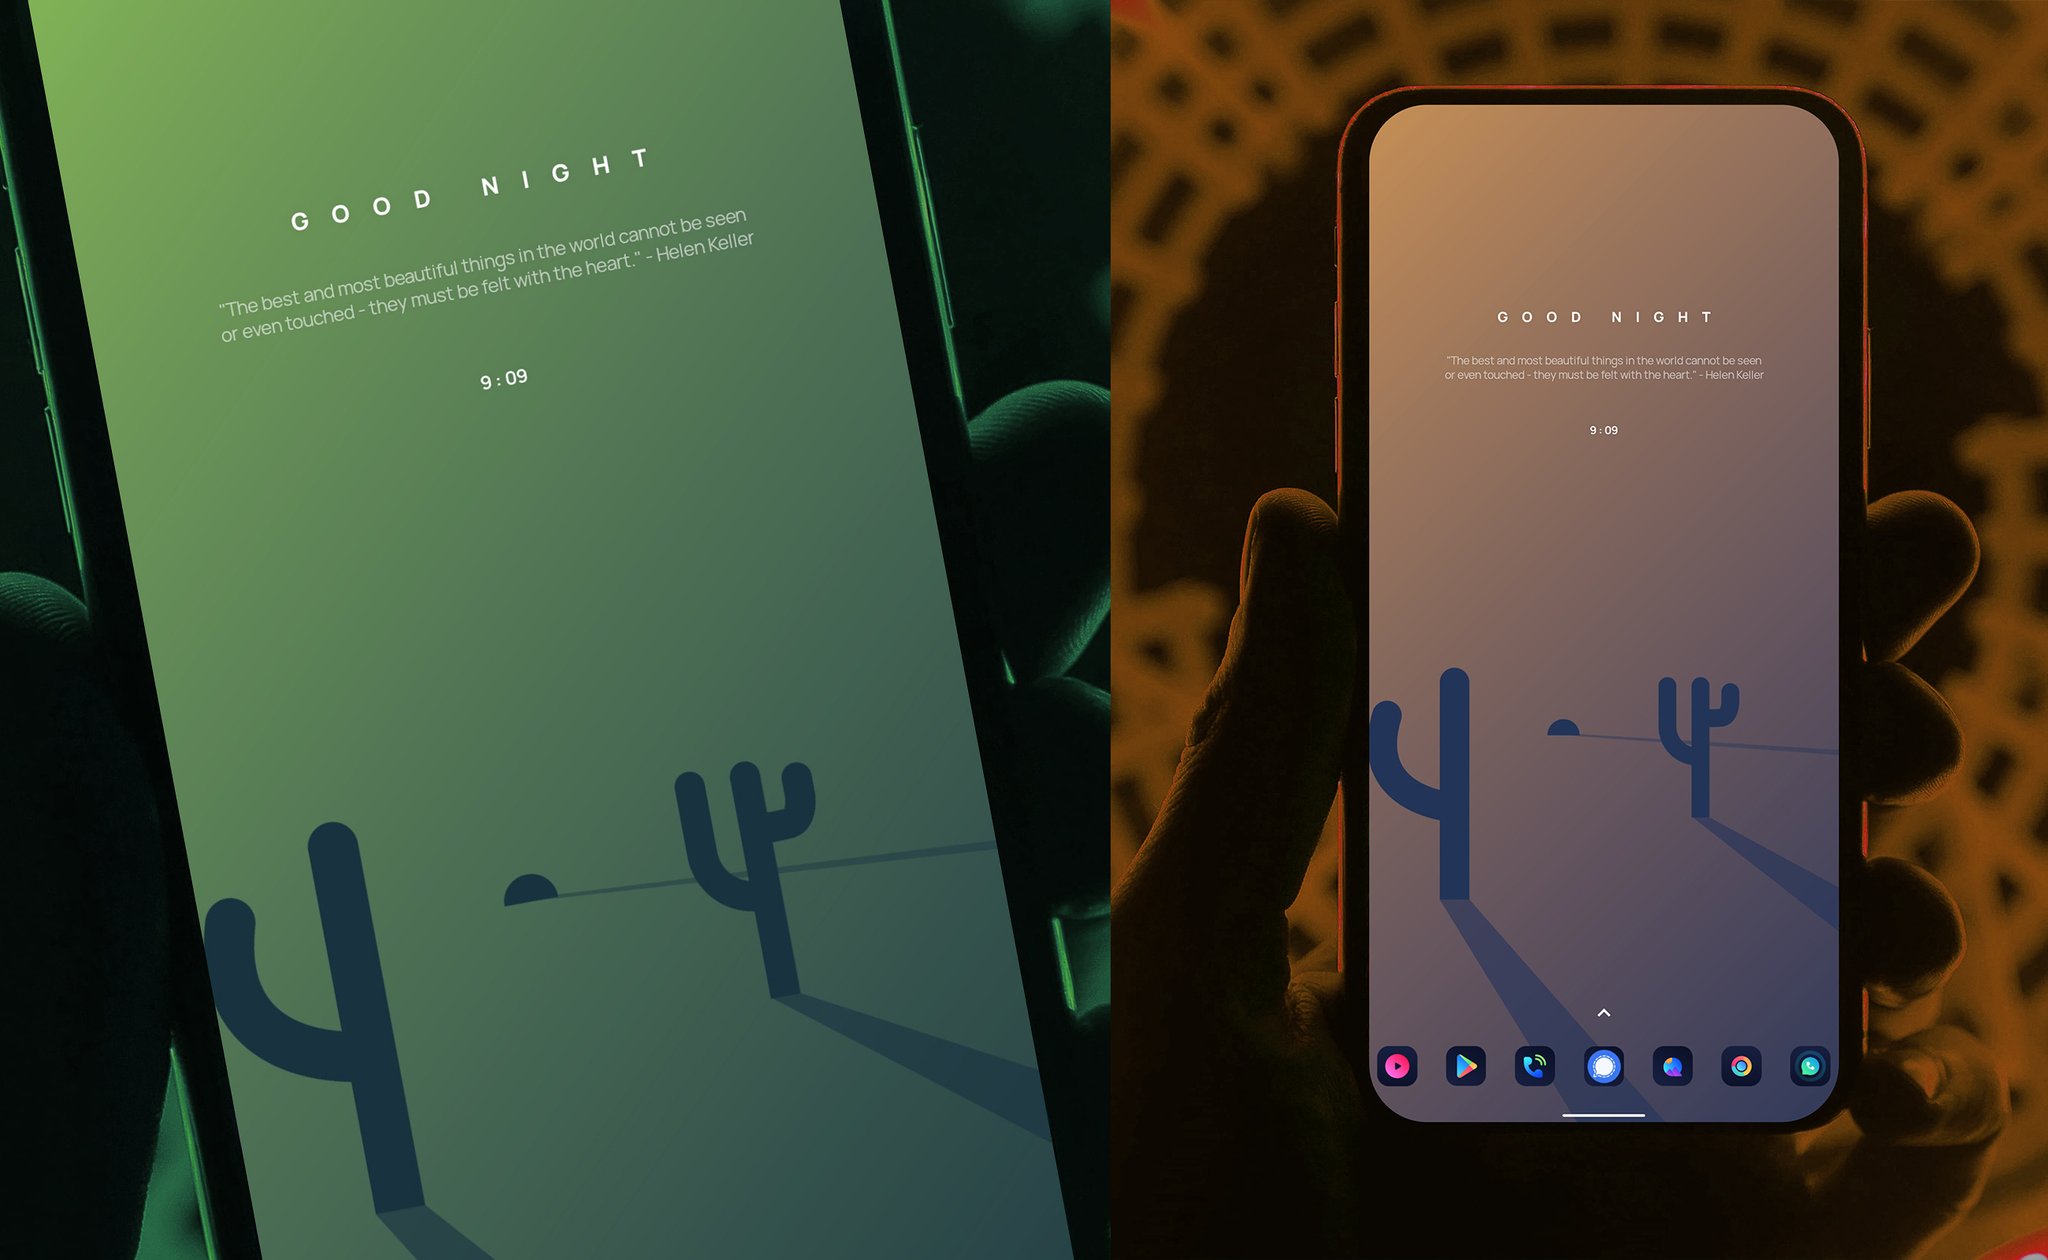 GOOD NIGHT
"The best and most beautiful things in the world cannot be seen
or even touched - they must be felt with the heart." - Helen Keller
9:09
GOOD NIGHT
"The best and most beautiful things in the world cannot be seen
or even touched - they must be felt with the heart." - Helen Keller
9:09